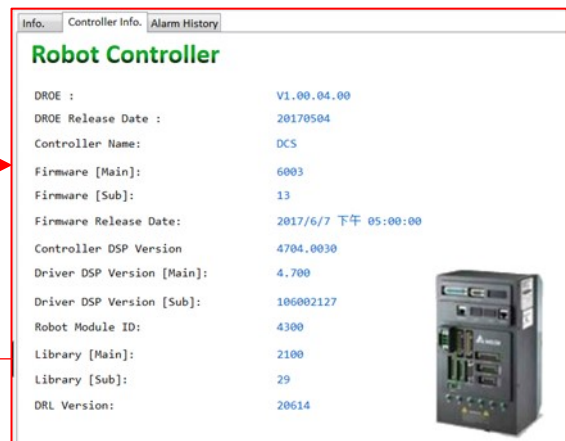 Info. Controller Info. Alarm History
Robot Controller
DROE : V1.00.04.00
DROE Release Date : 20170504
Controller Name: DCS
Firmware [Main]: 6003
Firmware [Sub]: 13
Firmware Release Date: 2017/6/7 下午 05:00:00
Controller DSP Version 4704.0030
Driver DSP Version [Main]: 4.700
Driver DSP Version [Sub]: 106002127
Robot Module ID: 4300
Library [Main]: 2100
Library [Sub]: 29
DRL Version: 20614